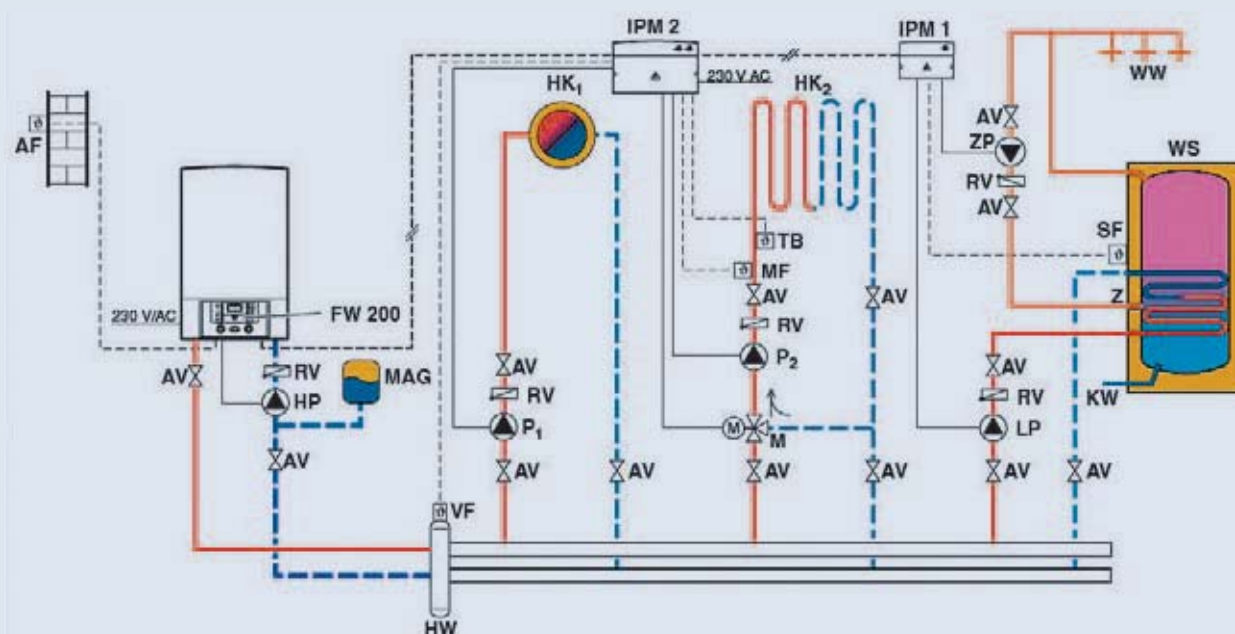 IPM 2
IPM 1
230 V AC
HK1
HK2
WW
AV
ZP
WS
AF
RV
AV
SF
TB
MF
Z
AV
AV
FW 200
230 V/AC
RV
P2
AV
RV
MAG
AV
AV
RV
HP
AV
RV
KW
P1
M
M
LP
AV
AV
AV
AV
AV
AV
AV
VF
HW